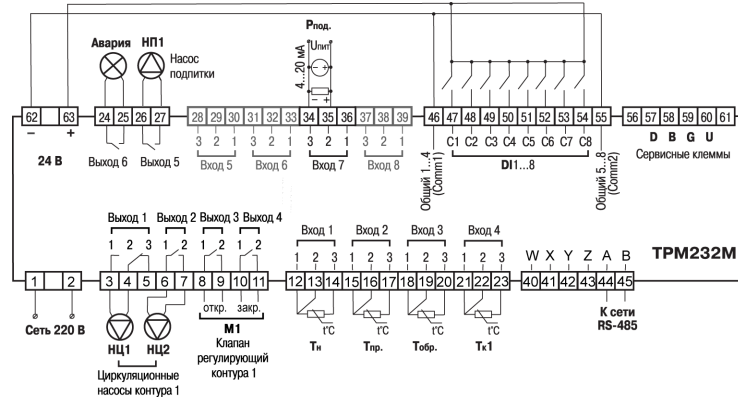 Авария НП1
Насос
подпитки
Рпод.
4...20 мА
Uпит
− +
− +
62 63 24 25 26 27 28 29 30 31 32 33 34 35 36 37 38 39 46 47 48 49 50 51 52 53 54 55 56 57 58 59 60 61
− +
24 В
Выход 6 Выход 5
3 2 1 3 2 1 3 2 1 3 2 1
Вход 5 Вход 6 Вход 7 Вход 8
Общий 1...4
(Comm1)
C1 C2 C3 C4 C5 C6 C7 C8
DI1...8
Общий 5...8
(Comm2)
D B G U
Сервисные клеммы
Выход 1 Выход 2 Выход 3 Выход 4
1 2 3 1 2 1 2 1 2
Вход 1 Вход 2 Вход 3 Вход 4
1 2 3 1 2 3 1 2 3 1 2 3
W X Y Z A B
ТРМ232М
1 2 3 4 5 6 7 8 9 10 11 12 13 14 15 16 17 18 19 20 21 22 23 40 41 42 43 44 45
Сеть 220 В
НЦ1 НЦ2
Циркуляционные
насосы контура 1
откр. закр.
М1
Клапан
регулирующий
контура 1
t°C t°C t°C t°C
Тн Тпр. Тобр. Тк1
К сети
RS-485